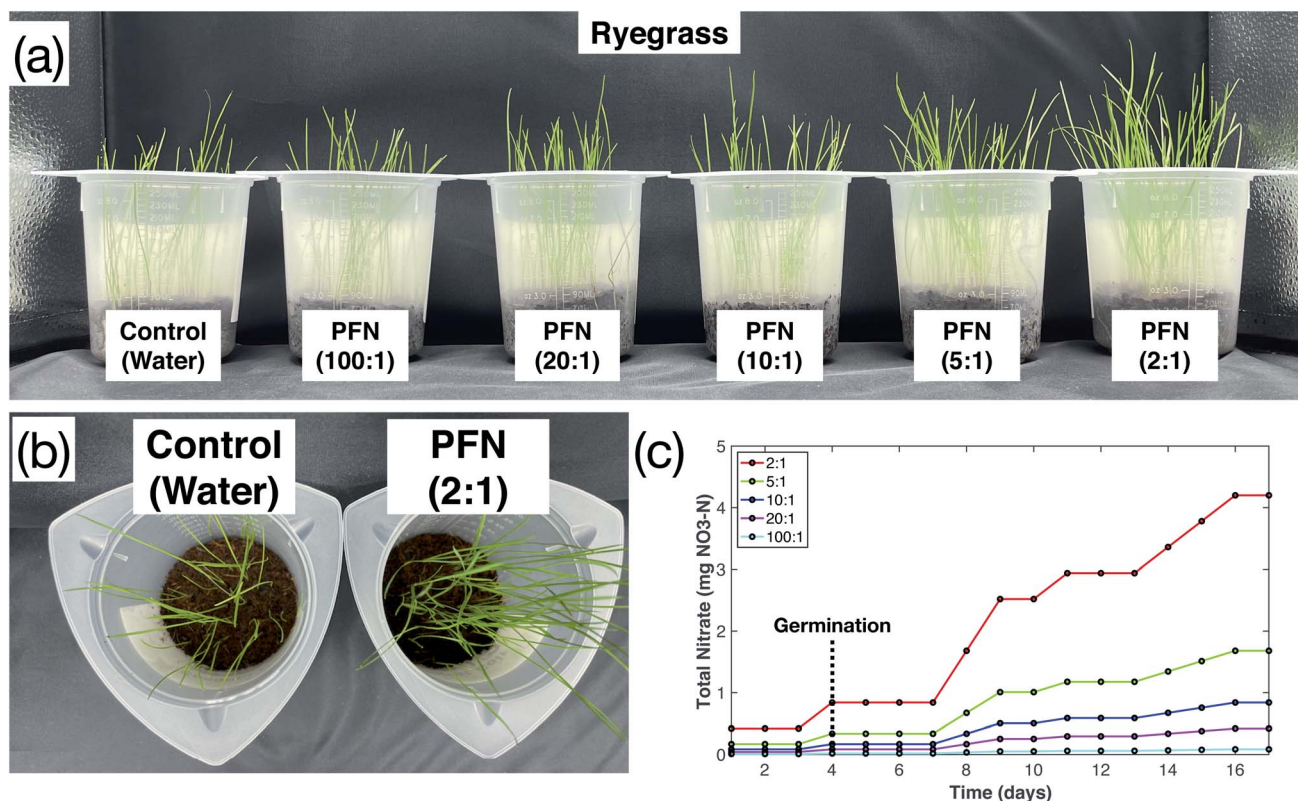 (a)
Ryegrass
Control
(Water)
PFN
(100:1)
PFN
(20:1)
PFN
(10:1)
PFN
(5:1)
PFN
(2:1)
(b)
Control
(Water)
PFN
(2:1)
(c)
Total Nitrate (mg NO3-N)
5
4
3
2
1
0
2:1
5:1
10:1
20:1
100:1
Germination
2
4
6
8
10
12
14
16
Time (days)